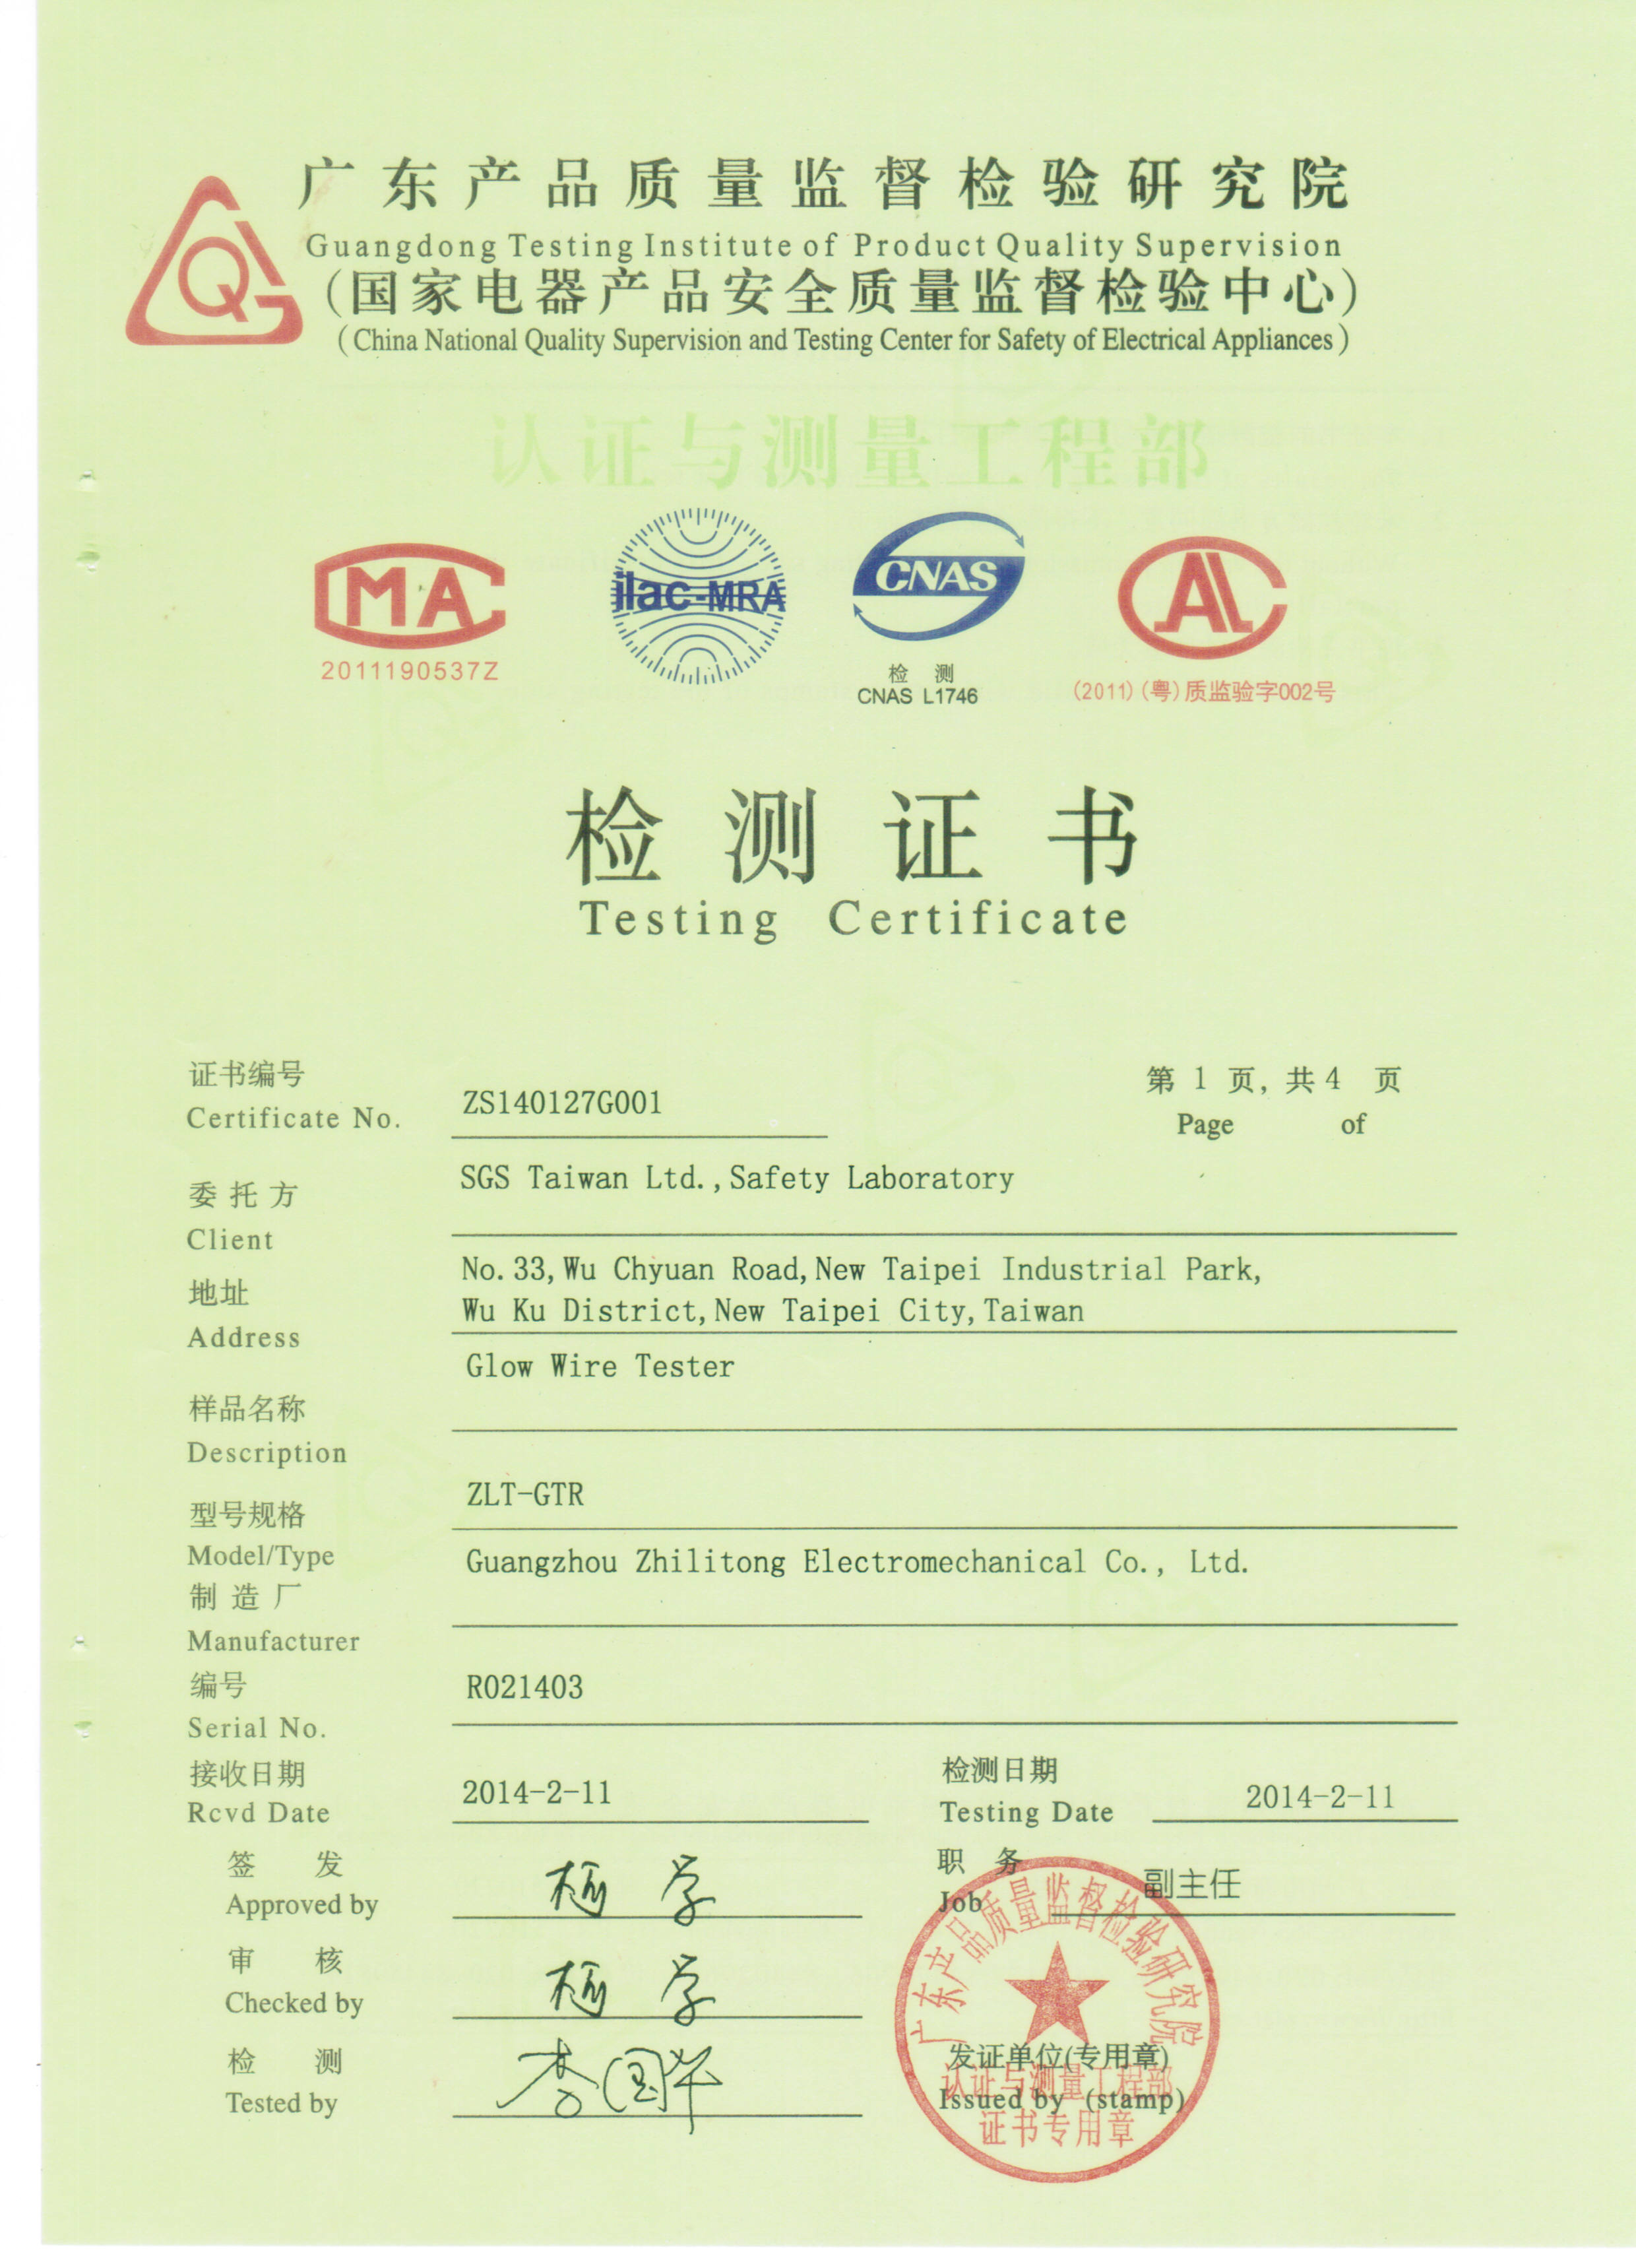 广东产品质量监督检验研究院
Guangdong Testing Institute of Product Quality Supervision
(国家电器产品安全质量监督检验中心)
(China National Quality Supervision and Testing Center for Safety of Electrical Appliances)
认证与测量工程部
MA
ilac-MRA
CNAS
AL
2011190537Z
检 测
CNAS L1746
(2011)(粤)质监验字002号
检测证书
Testing Certificate
证书编号
Certificate No.
ZS140127G001
第 1 页, 共 4 页
Page of
委托方
Client
SGS Taiwan Ltd.,Safety Laboratory
地址
Address
No.33,Wu Chyuan Road,New Taipei Industrial Park,
Wu Ku District,New Taipei City,Taiwan
样品名称
Description
Glow Wire Tester
型号规格
Model/Type
ZLT-GTR
制造厂
Manufacturer
Guangzhou Zhilitong Electromechanical Co., Ltd.
编号
Serial No.
R021403
接收日期
Rcvd Date
2014-2-11
检测日期
Testing Date
2014-2-11
签 发
Approved by
职 务
Job
副主任
审 核
Checked by
检 测
Tested by
李国华
广东产品质量监督检验研究院
发证单位(专用章)
认证与测量工程部
Issued by (stamp)
证书专用章